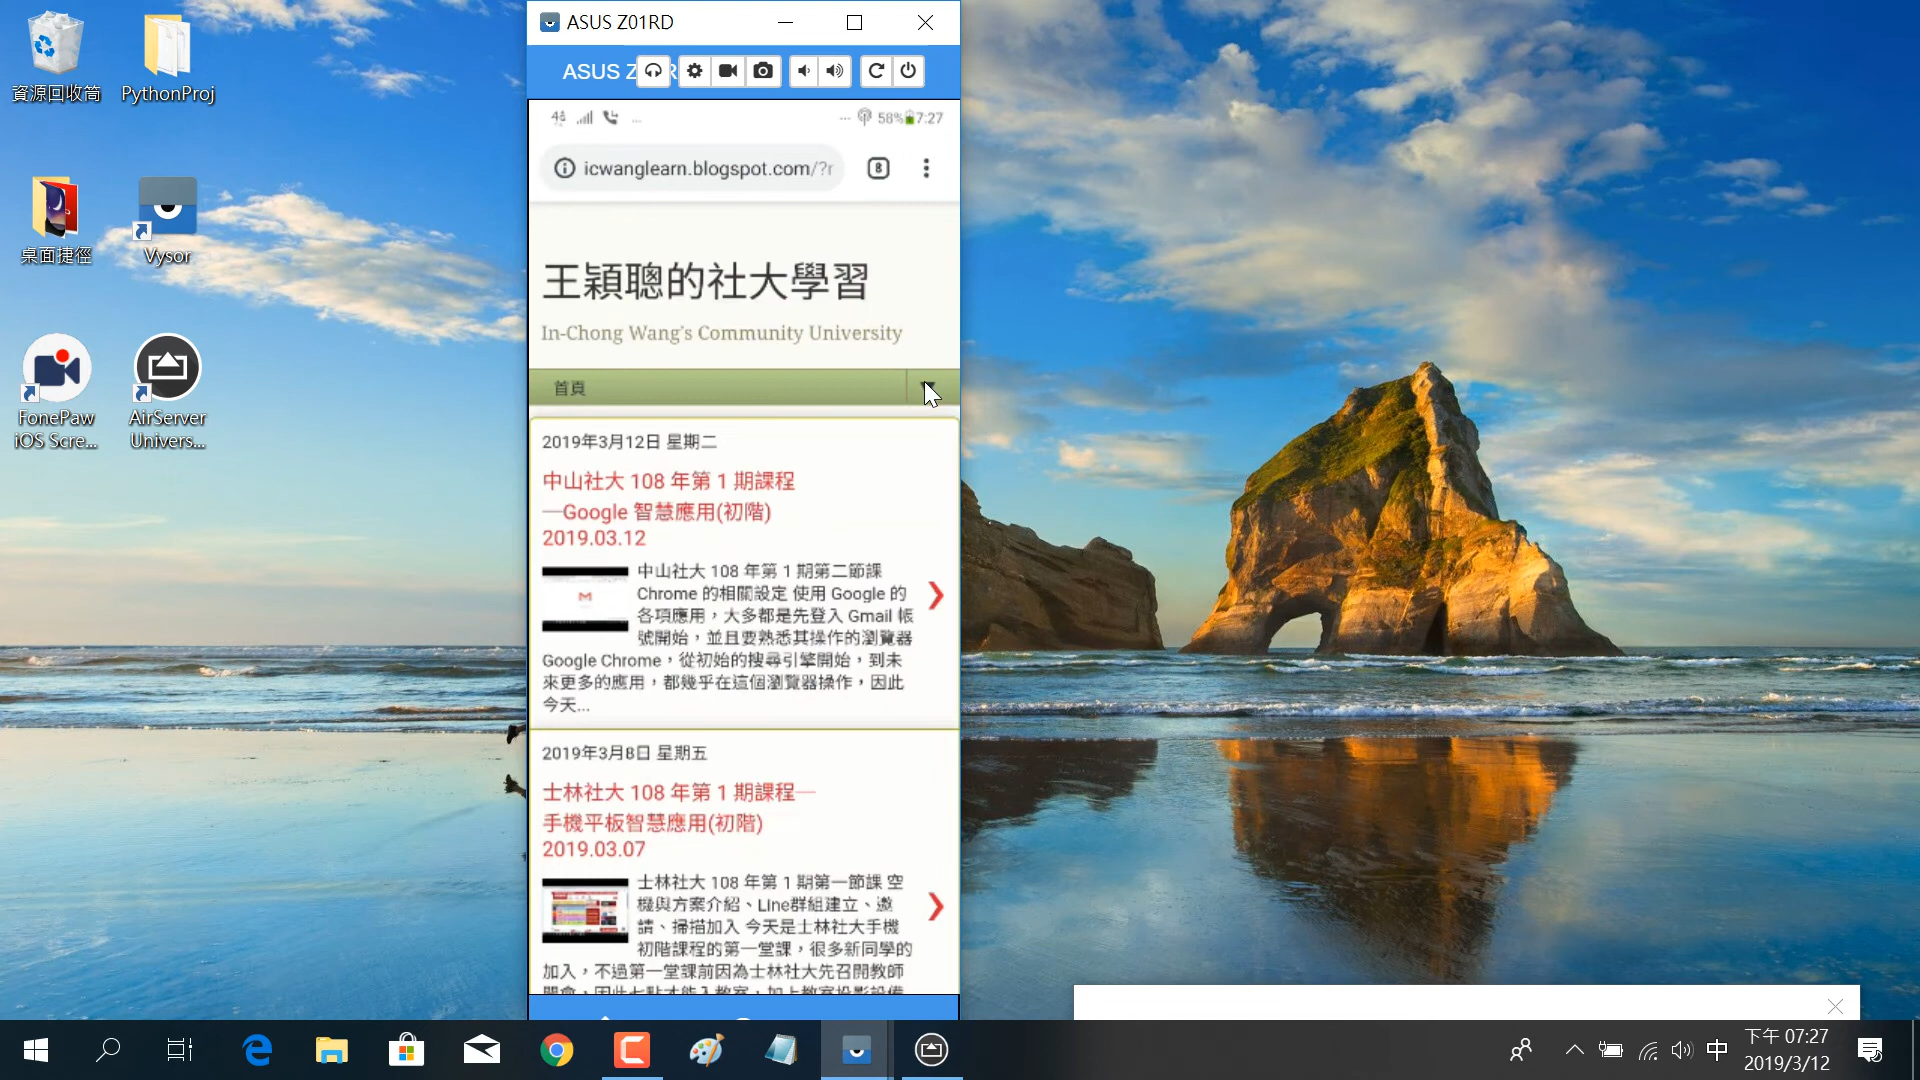 資源回收筒
PythonProj
桌面捷徑
Vysor
FonePaw
iOS Scre...
AirServer
Univers...
ASUS Z01RD
ASUS Z
58%
7:27
icwanglearn.blogspot.com/?r
8
王穎聰的社大學習
In-Chong Wang's Community University
首頁
2019年3月12日 星期二
中山社大 108 年第 1 期課程
—Google 智慧應用(初階)
2019.03.12
中山社大 108 年第 1 期第二節課
Chrome 的相關設定 使用 Google 的
各項應用，大多都是先登入 Gmail 帳
號開始，並且要熟悉其操作的瀏覽器
Google Chrome，從初始的搜尋引擎開始，到未
來更多的應用，都幾乎在這個瀏覽器操作，因此
今天...
2019年3月8日 星期五
士林社大 108 年第 1 期課程—
手機平板智慧應用(初階)
2019.03.07
士林社大 108 年第 1 期第一節課 空
機與方案介紹、Line群組建立、邀
請、掃描加入 今天是士林社大手機
初階課程的第一堂課，很多新同學的
加入，不過第一堂課前因為士林社大先召開教師
中
下午 07:27
2019/3/12